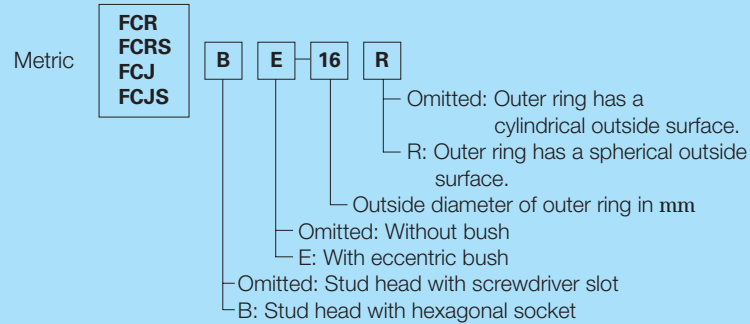 FCR
FCRS
Metric
FCJ
FCJS
B E 16 R
Omitted: Outer ring has a
cylindrical outside surface.
R: Outer ring has a spherical outside
surface.
Outside diameter of outer ring in mm
Omitted: Without bush
E: With eccentric bush
Omitted: Stud head with screwdriver slot
B: Stud head with hexagonal socket